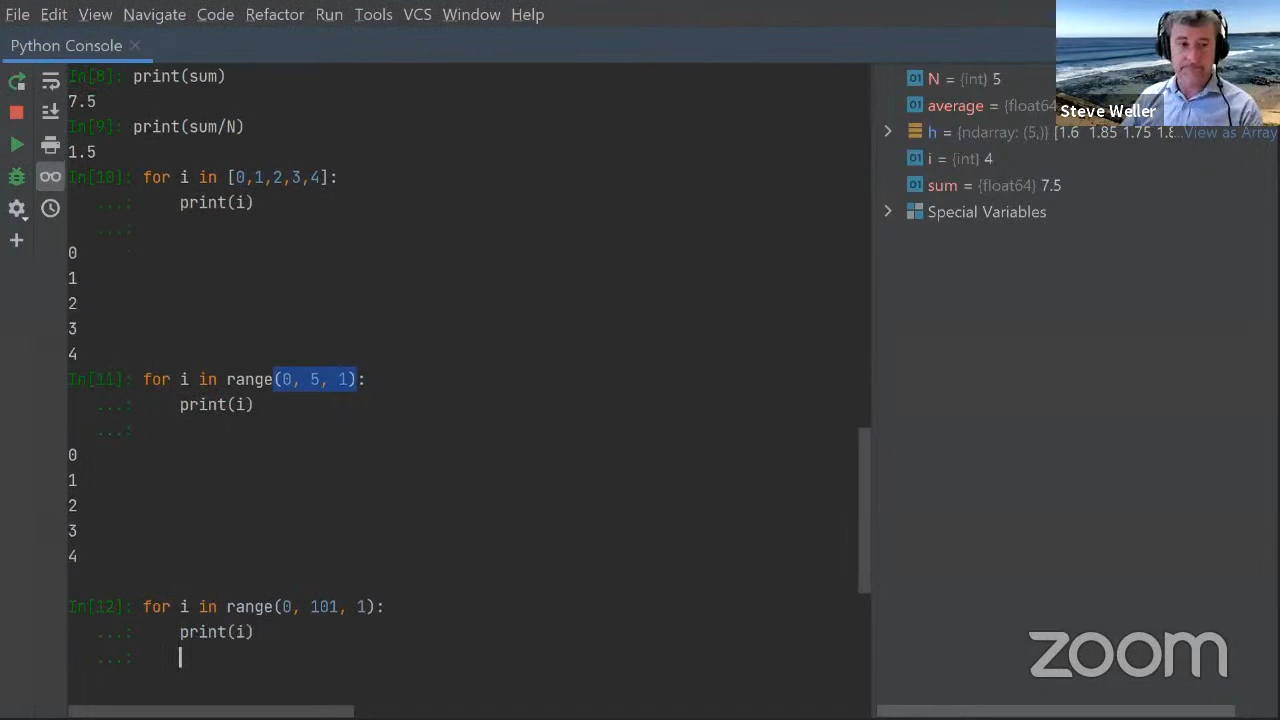 File Edit View Navigate Code Refactor Run Tools VCS Window Help
Python Console
In[8]: print(sum)
7.5
In[9]: print(sum/N)
1.5
In[10]: for i in [0,1,2,3,4]:
...: print(i)
...:
0
1
2
3
4
In[11]: for i in range(0, 5, 1):
...: print(i)
...:
0
1
2
3
4
In[12]: for i in range(0, 101, 1):
...: print(i)
...:
N = {int} 5
average = {float64
h = {ndarray: (5,)} [1.6 1.85 1.75 1.8...View as Array
i = {int} 4
sum = {float64} 7.5
Special Variables
Steve Weller
zoom